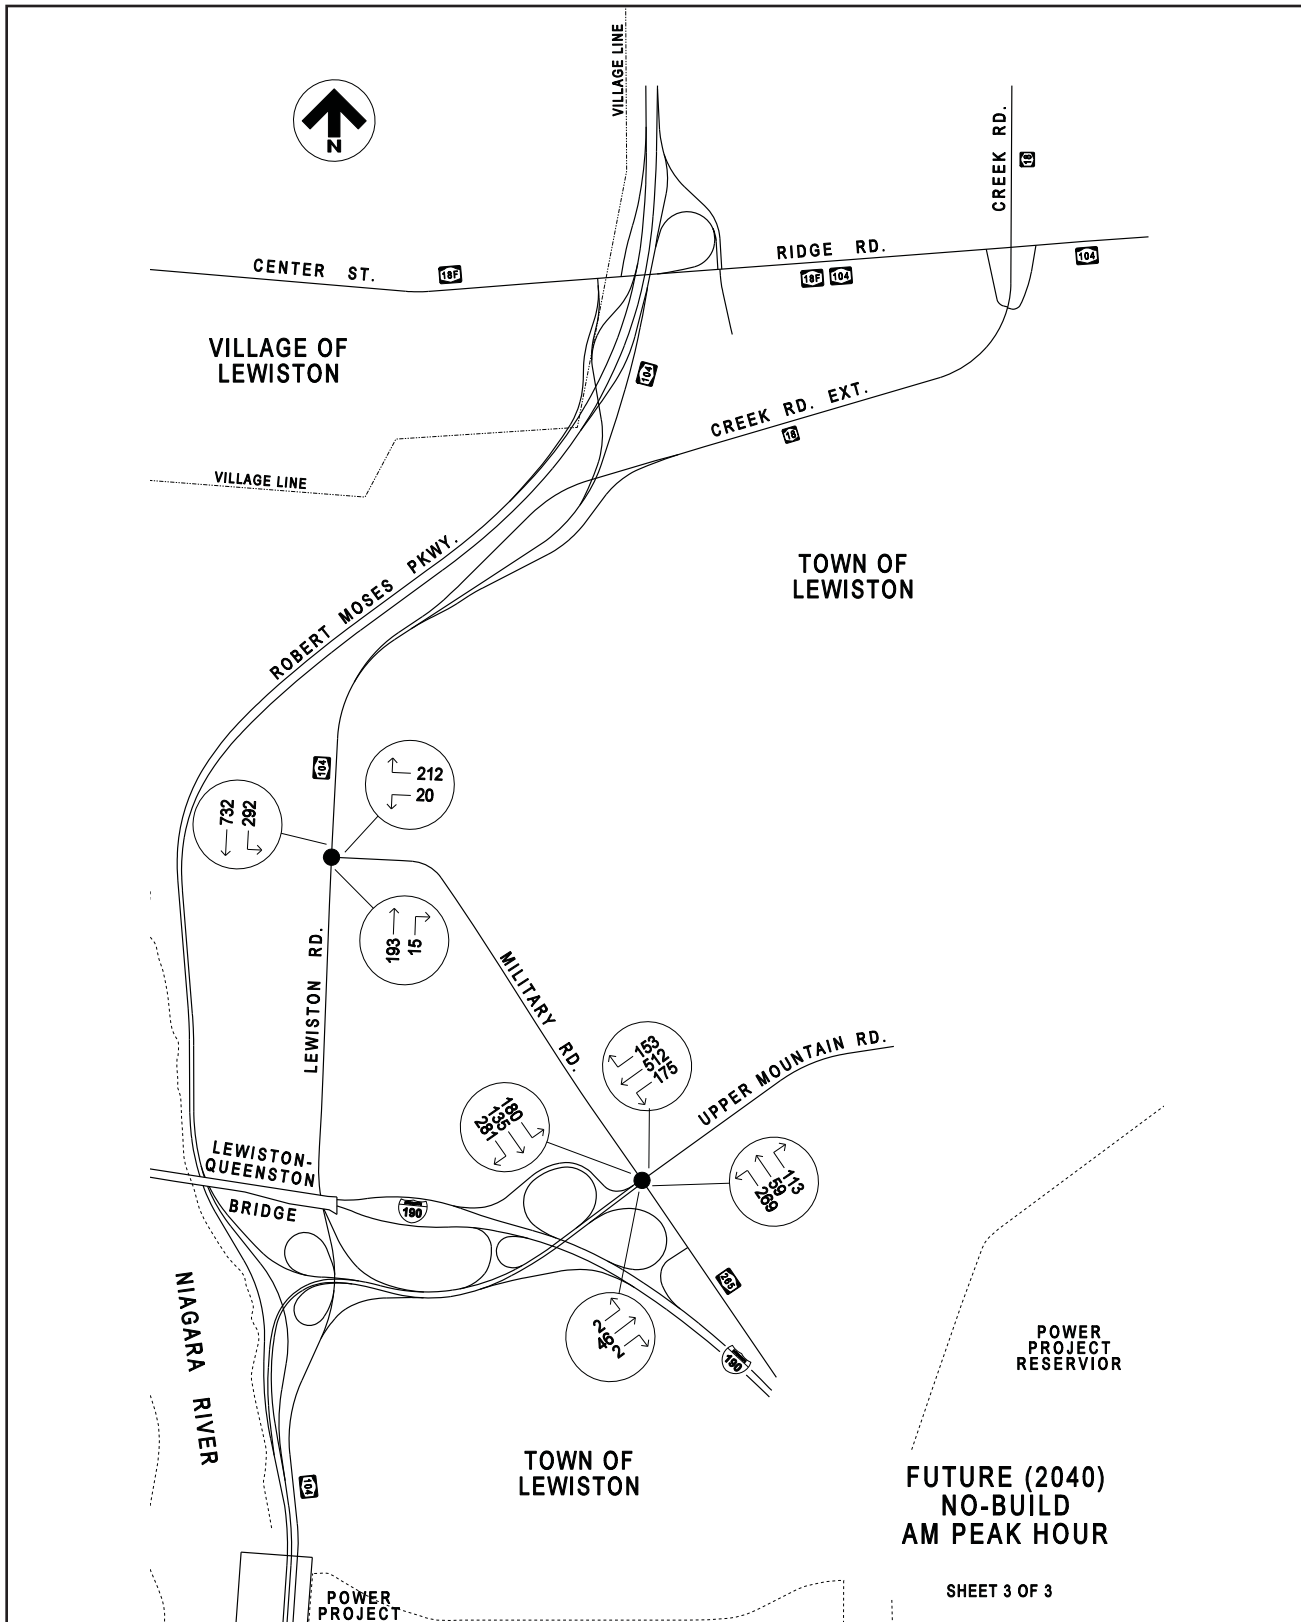 VILLAGE LINE
N
CREEK RD.
18
CENTER ST.
18F
RIDGE RD.
18F
104
104
VILLAGE OF
LEWISTON
104
CREEK RD. EXT.
18
VILLAGE LINE
ROBERT MOSES PKWY.
TOWN OF
LEWISTON
104
212
20
732
292
193
15
LEWISTON RD.
MILITARY RD.
153
512
175
UPPER MOUNTAIN RD.
180
135
281
113
59
269
LEWISTON-
QUEENSTON
BRIDGE
190
265
2
46
2
190
NIAGARA RIVER
POWER
PROJECT
RESERVIOR
104
TOWN OF
LEWISTON
FUTURE (2040)
NO-BUILD
AM PEAK HOUR
SHEET 3 OF 3
POWER
PROJECT